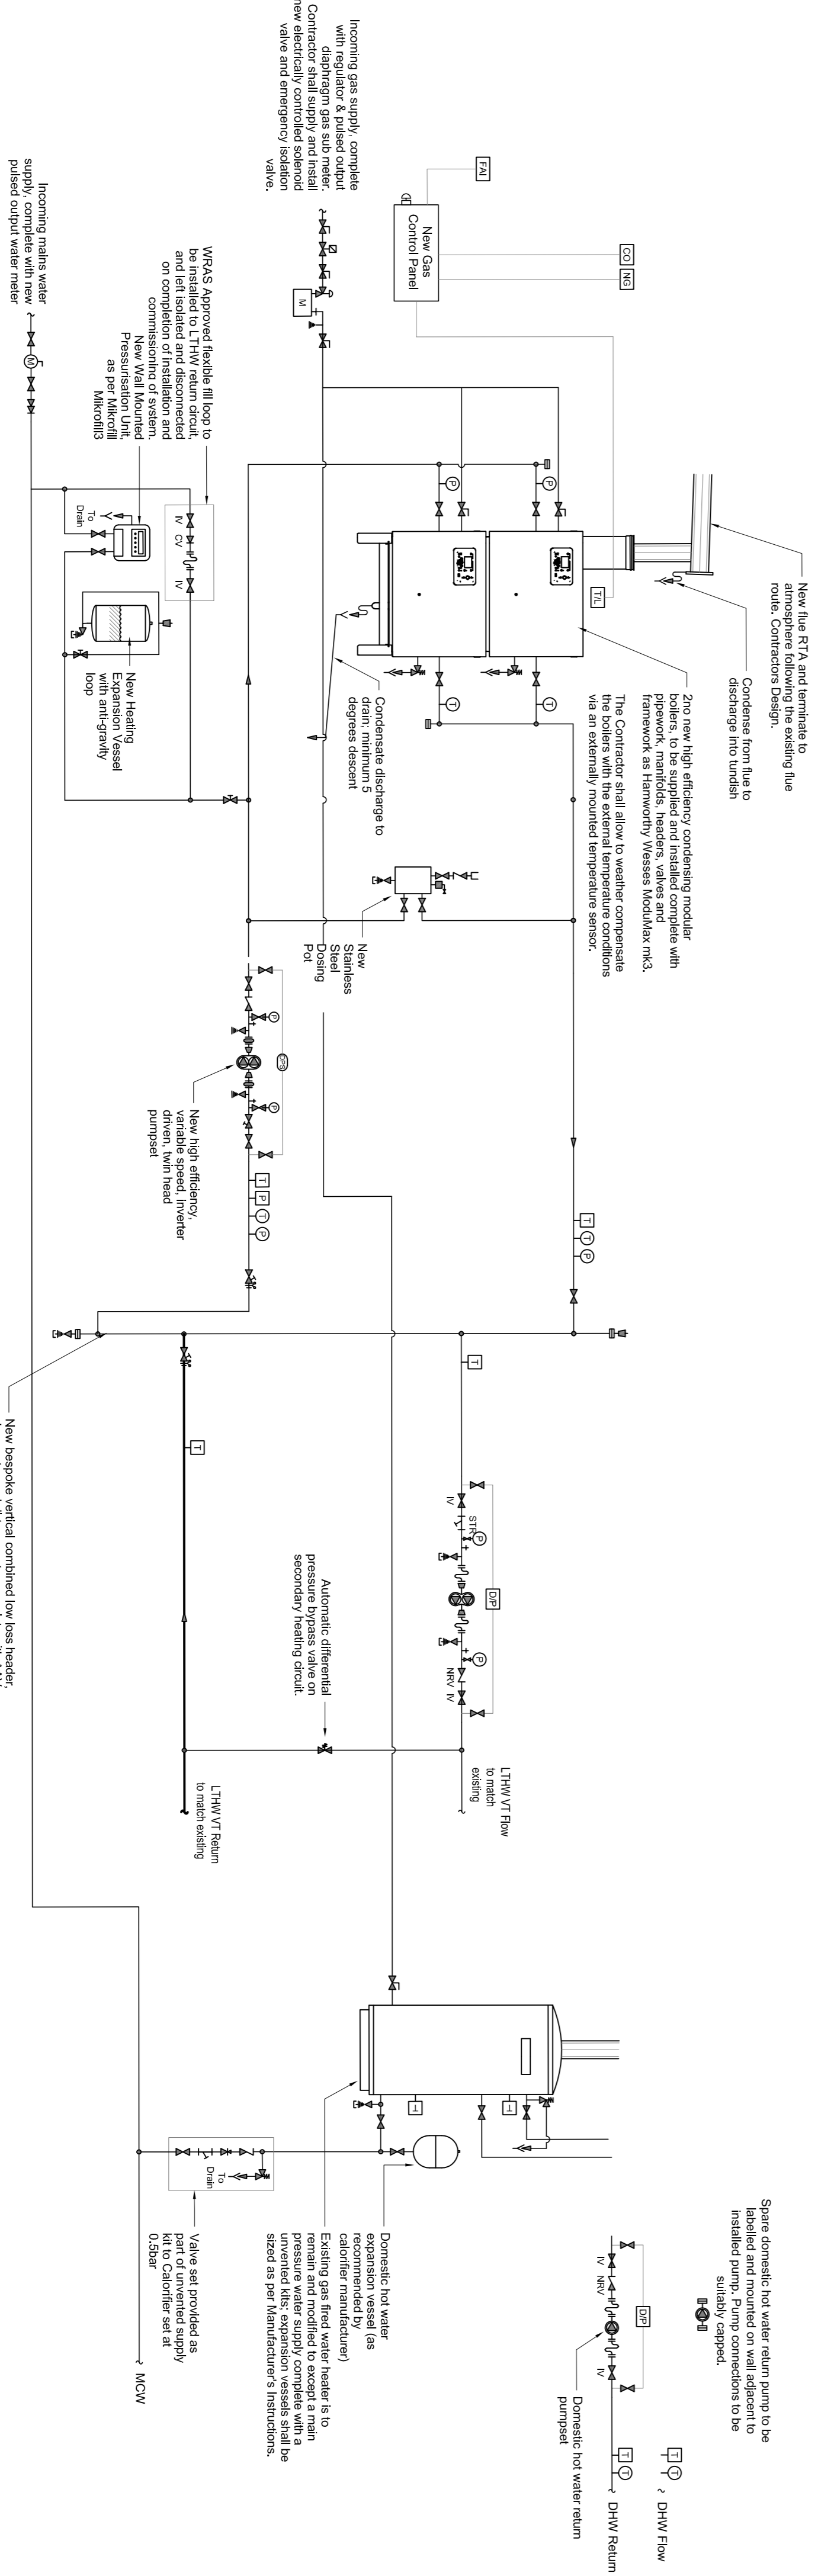 New flue RTA and terminate to
atmosphere following the existing flue
route. Contractors Design.
Condense from flue to
discharge into tundish
2no new high efficiency condensing modular
boilers, to be supplied and installed complete with
pipework, manifolds, headers, valves and
framework as Hamworthy Wesses ModuMax mk3.
The Contractor shall allow to weather compensate
the boilers with the external temperature conditions
via an externally mounted temperature sensor.
FAI
CO
NG
New Gas
Control Panel
T/L
Incoming gas supply, complete
with regulator & pulsed output
diaphragm gas sub meter.
Contractor shall supply and install
new electrically controlled solenoid
valve and emergency isolation
valve.
M
P
P
T
T
Condensate discharge to
drain; minimum 5
degrees descent
WRAS Approved flexible fill loop to
be installed to LTHW return circuit,
and left isolated and disconnected
on completion of installation and
commissioning of system.
New Wall Mounted
Pressurisation Unit,
as per Mikrofill
Mikrofill3
IV
CV
IV
To
Drain
New Heating
Expansion Vessel
with anti-gravity
loop
Incoming mains water
supply, complete with new
pulsed output water meter
M
New
Stainless
Steel
Dosing
Pot
P
DPS
P
New high efficiency,
variable speed, inverter
driven, twin head
pumpset
T
P
T
P
T
T
P
New bespoke vertical combined low loss header,
T
T
IV
STR
P
D/P
P
NRV
IV
Automatic differential
pressure bypass valve on
secondary heating circuit.
LTHW VT Flow
to match
existing
LTHW VT Return
to match existing
T
T
To
Drain
Domestic hot water
expansion vessel (as
recommended by
calorifier manufacturer)
Existing gas fired water heater is to
remain and modified to except a main
pressure water supply complete with a
unvented kits; expansion vessels shall be
sized as per Manufacturer's Instructions.
Valve set provided as
part of unvented supply
kit to Calorifier set at
0.5bar
MCW
Spare domestic hot water return pump to be
labelled and mounted on wall adjacent to
installed pump. Pump connections to be
suitably capped.
IV
NRV
D/P
IV
Domestic hot water return
pumpset
T
T
DHW Flow
T
T
DHW Return